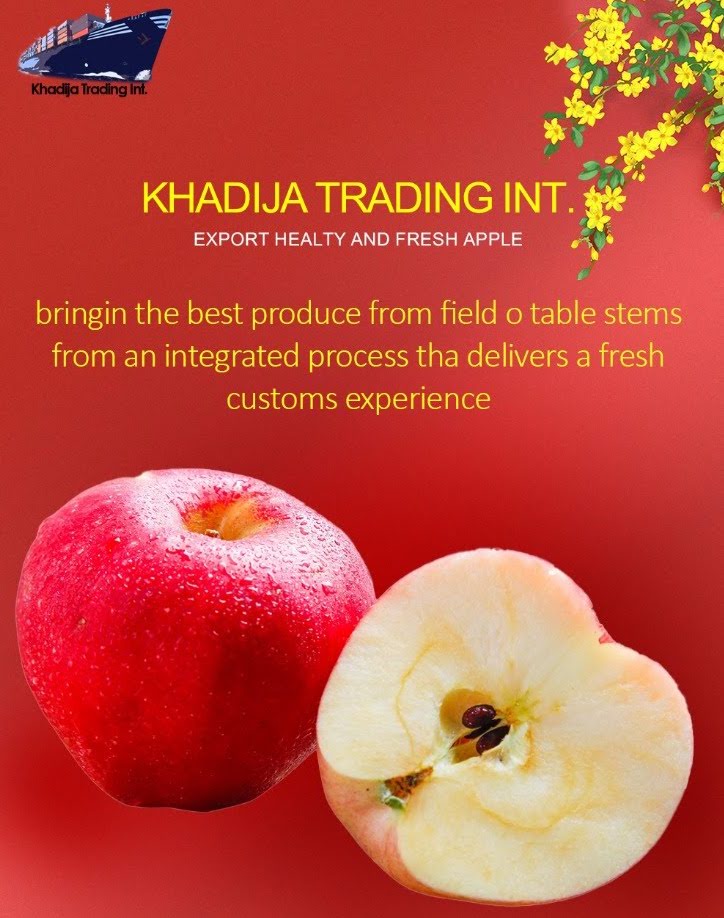 Khadija Trading Int.
KHADIJA TRADING INT.
EXPORT HEALTY AND FRESH APPLE
bringin the best produce from field o table stems
from an integrated process tha delivers a fresh
customs experience